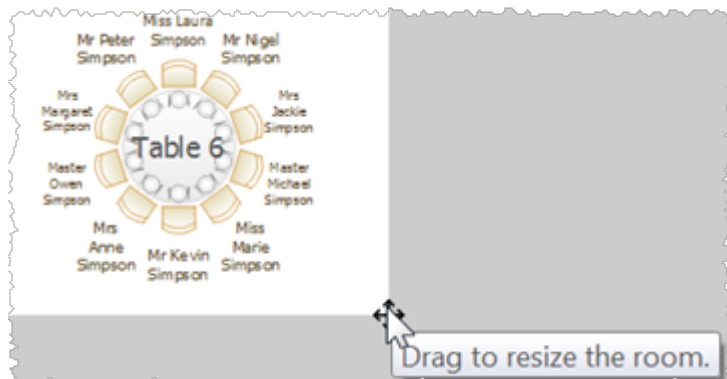 Miss Laura
Simpson
Mr Peter
Simpson
Mr Nigel
Simpson
Mrs
Margaret
Simpson
Mrs
Jackie
Simpson
Table 6
Master
Owen
Simpson
Master
Michael
Simpson
Mrs
Anne
Simpson
Mr Kevin
Simpson
Miss
Marie
Simpson
Drag to resize the room.